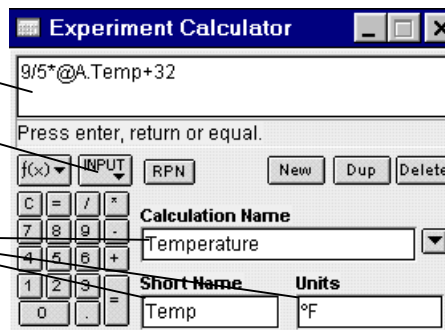 Experiment Calculator
9/5*@A.Temp+32
Press enter, return or equal.
f(x) INPUT RPN New Dup Delete
C = / *
Calculation Name
7 8 9 -
Temperature
4 5 6 +
1 2 3 =
Short Name Units
0 .
Temp °F